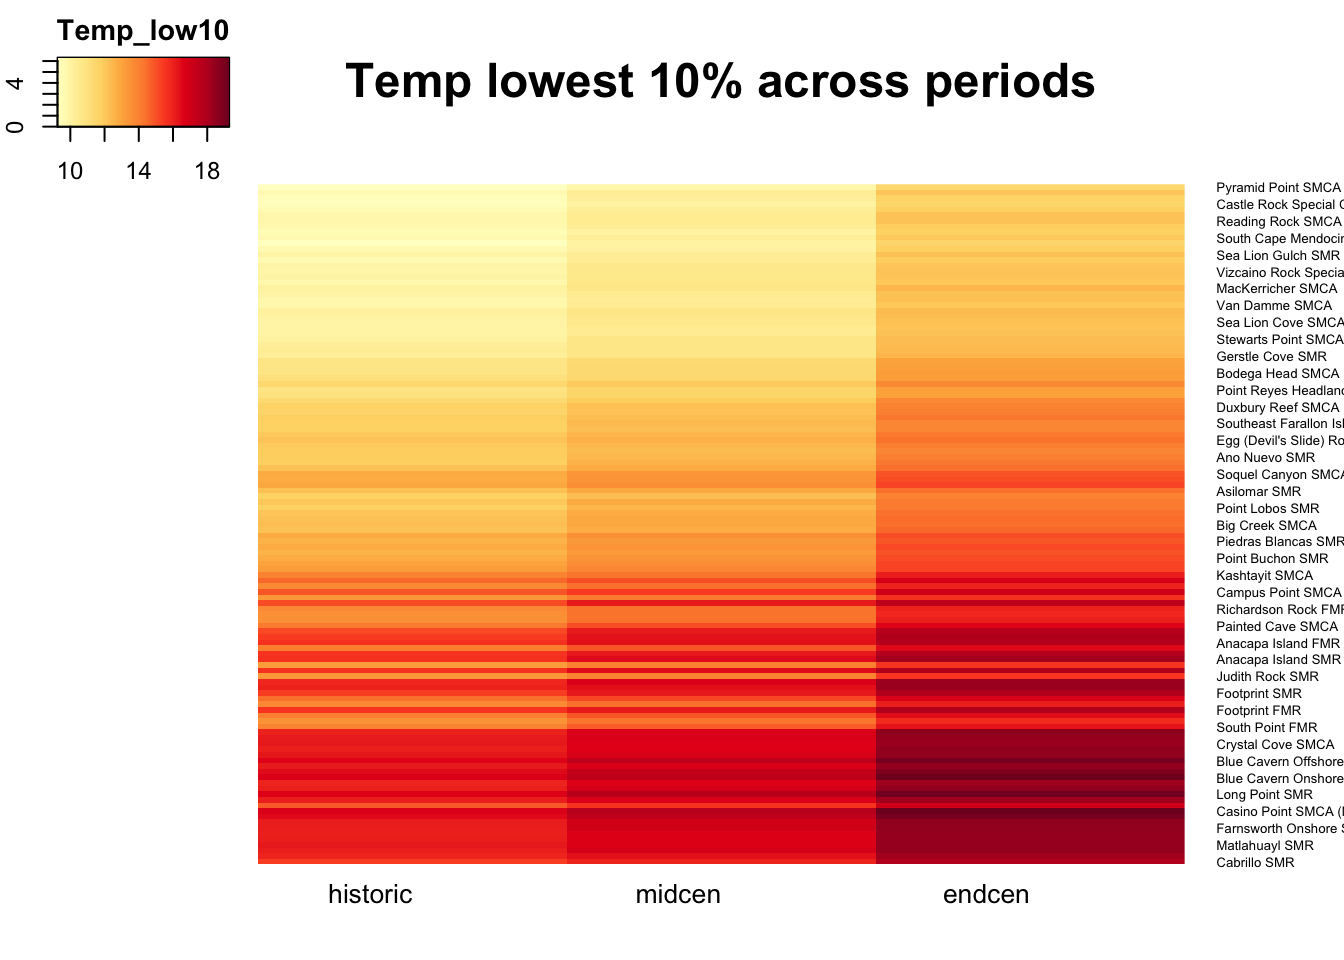 Temp_low10
4
0
10 14 18
Temp lowest 10% across periods
Pyramid Point SMCA
Castle Rock Special
Reading Rock SMCA
South Cape Mendocin
Sea Lion Gulch SMR
Vizcaino Rock Specia
MacKerricher SMCA
Van Damme SMCA
Sea Lion Cove SMCA
Stewarts Point SMCA
Gerstle Cove SMR
Bodega Head SMCA
Point Reyes Headland
Duxbury Reef SMCA
Southeast Farallon Isl
Egg (Devil's Slide) Ro
Ano Nuevo SMR
Soquel Canyon SMCA
Asilomar SMR
Point Lobos SMR
Big Creek SMCA
Piedras Blancas SMR
Point Buchon SMR
Kashtayit SMCA
Campus Point SMCA
Richardson Rock FMR
Painted Cave SMCA
Anacapa Island FMR
Anacapa Island SMR
Judith Rock SMR
Footprint SMR
Footprint FMR
South Point FMR
Crystal Cove SMCA
Blue Cavern Offshore
Blue Cavern Onshore
Long Point SMR
Casino Point SMCA (
Farnsworth Onshore
Matlahuayl SMR
Cabrillo SMR
historic midcen endcen